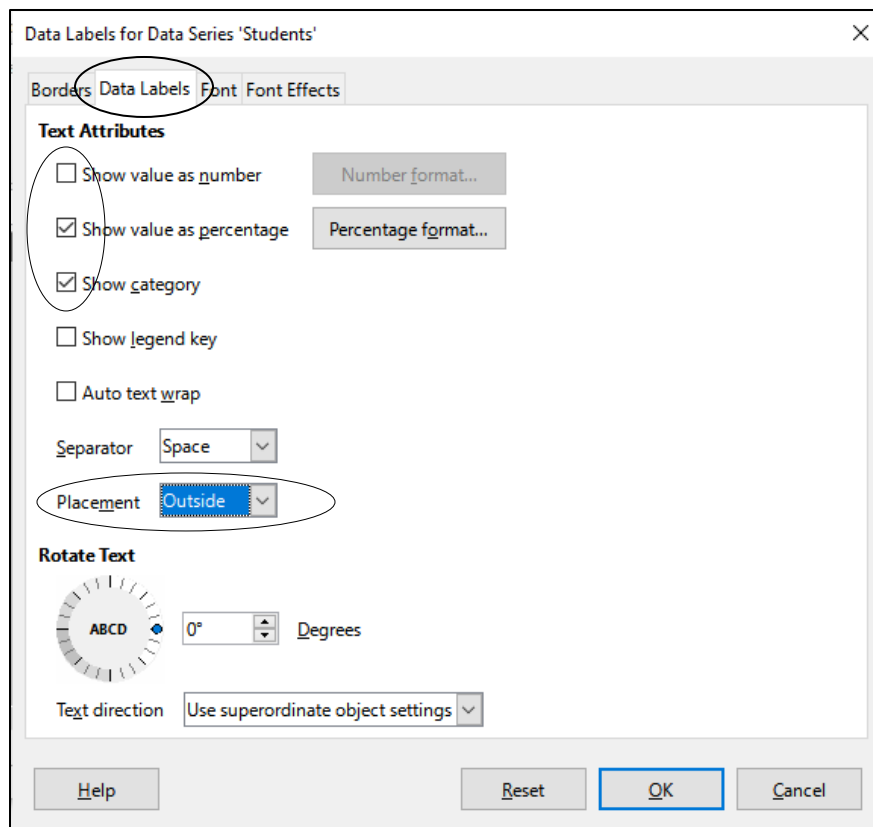 Data Labels for Data Series 'Students'
Borders Data Labels Font Font Effects
Text Attributes
Show value as number Number format...
Show value as percentage Percentage format...
Show category
Show legend key
Auto text wrap
Separator Space
Placement Outside
Rotate Text
ABCD 0° Degrees
Text direction Use superordinate object settings
Help Reset OK Cancel